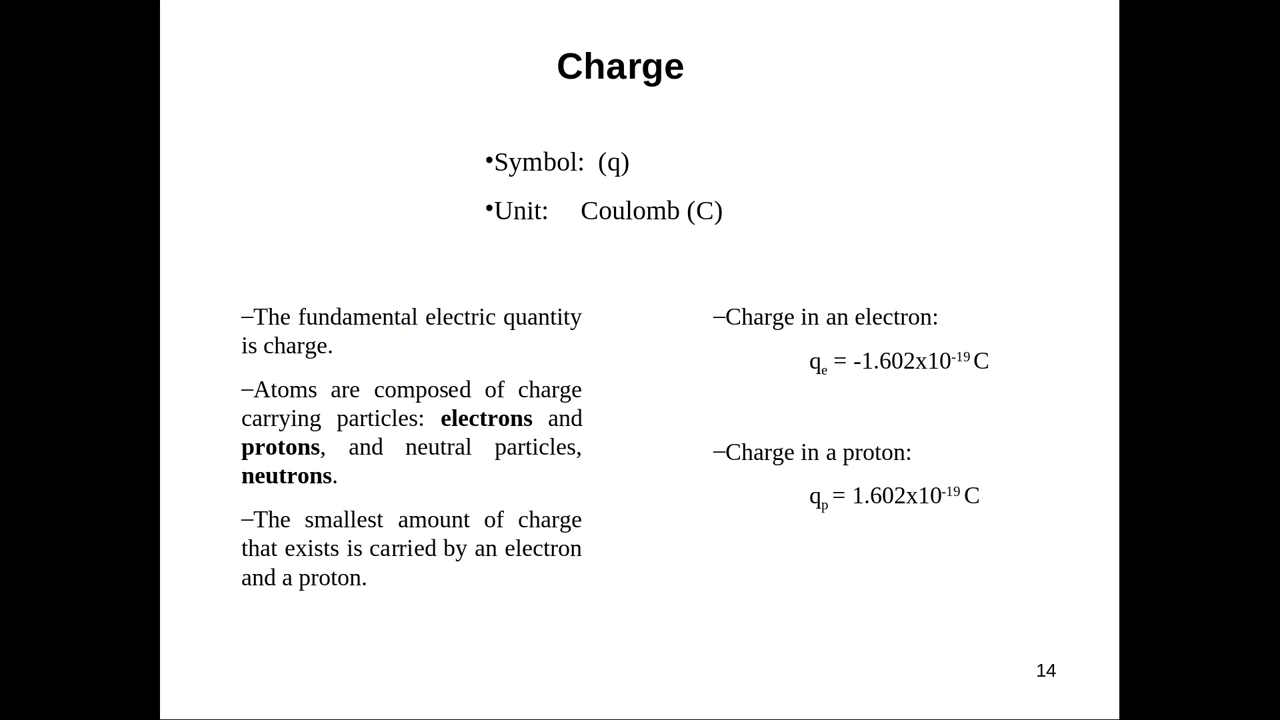 Charge
•Symbol: (q)
•Unit: Coulomb (C)
–The fundamental electric quantity
is charge.
–Atoms are composed of charge
carrying particles: electrons and
protons, and neutral particles,
neutrons.
–The smallest amount of charge
that exists is carried by an electron
and a proton.
–Charge in an electron:
qe = -1.602x10-19 C
–Charge in a proton:
qp = 1.602x10-19 C
14